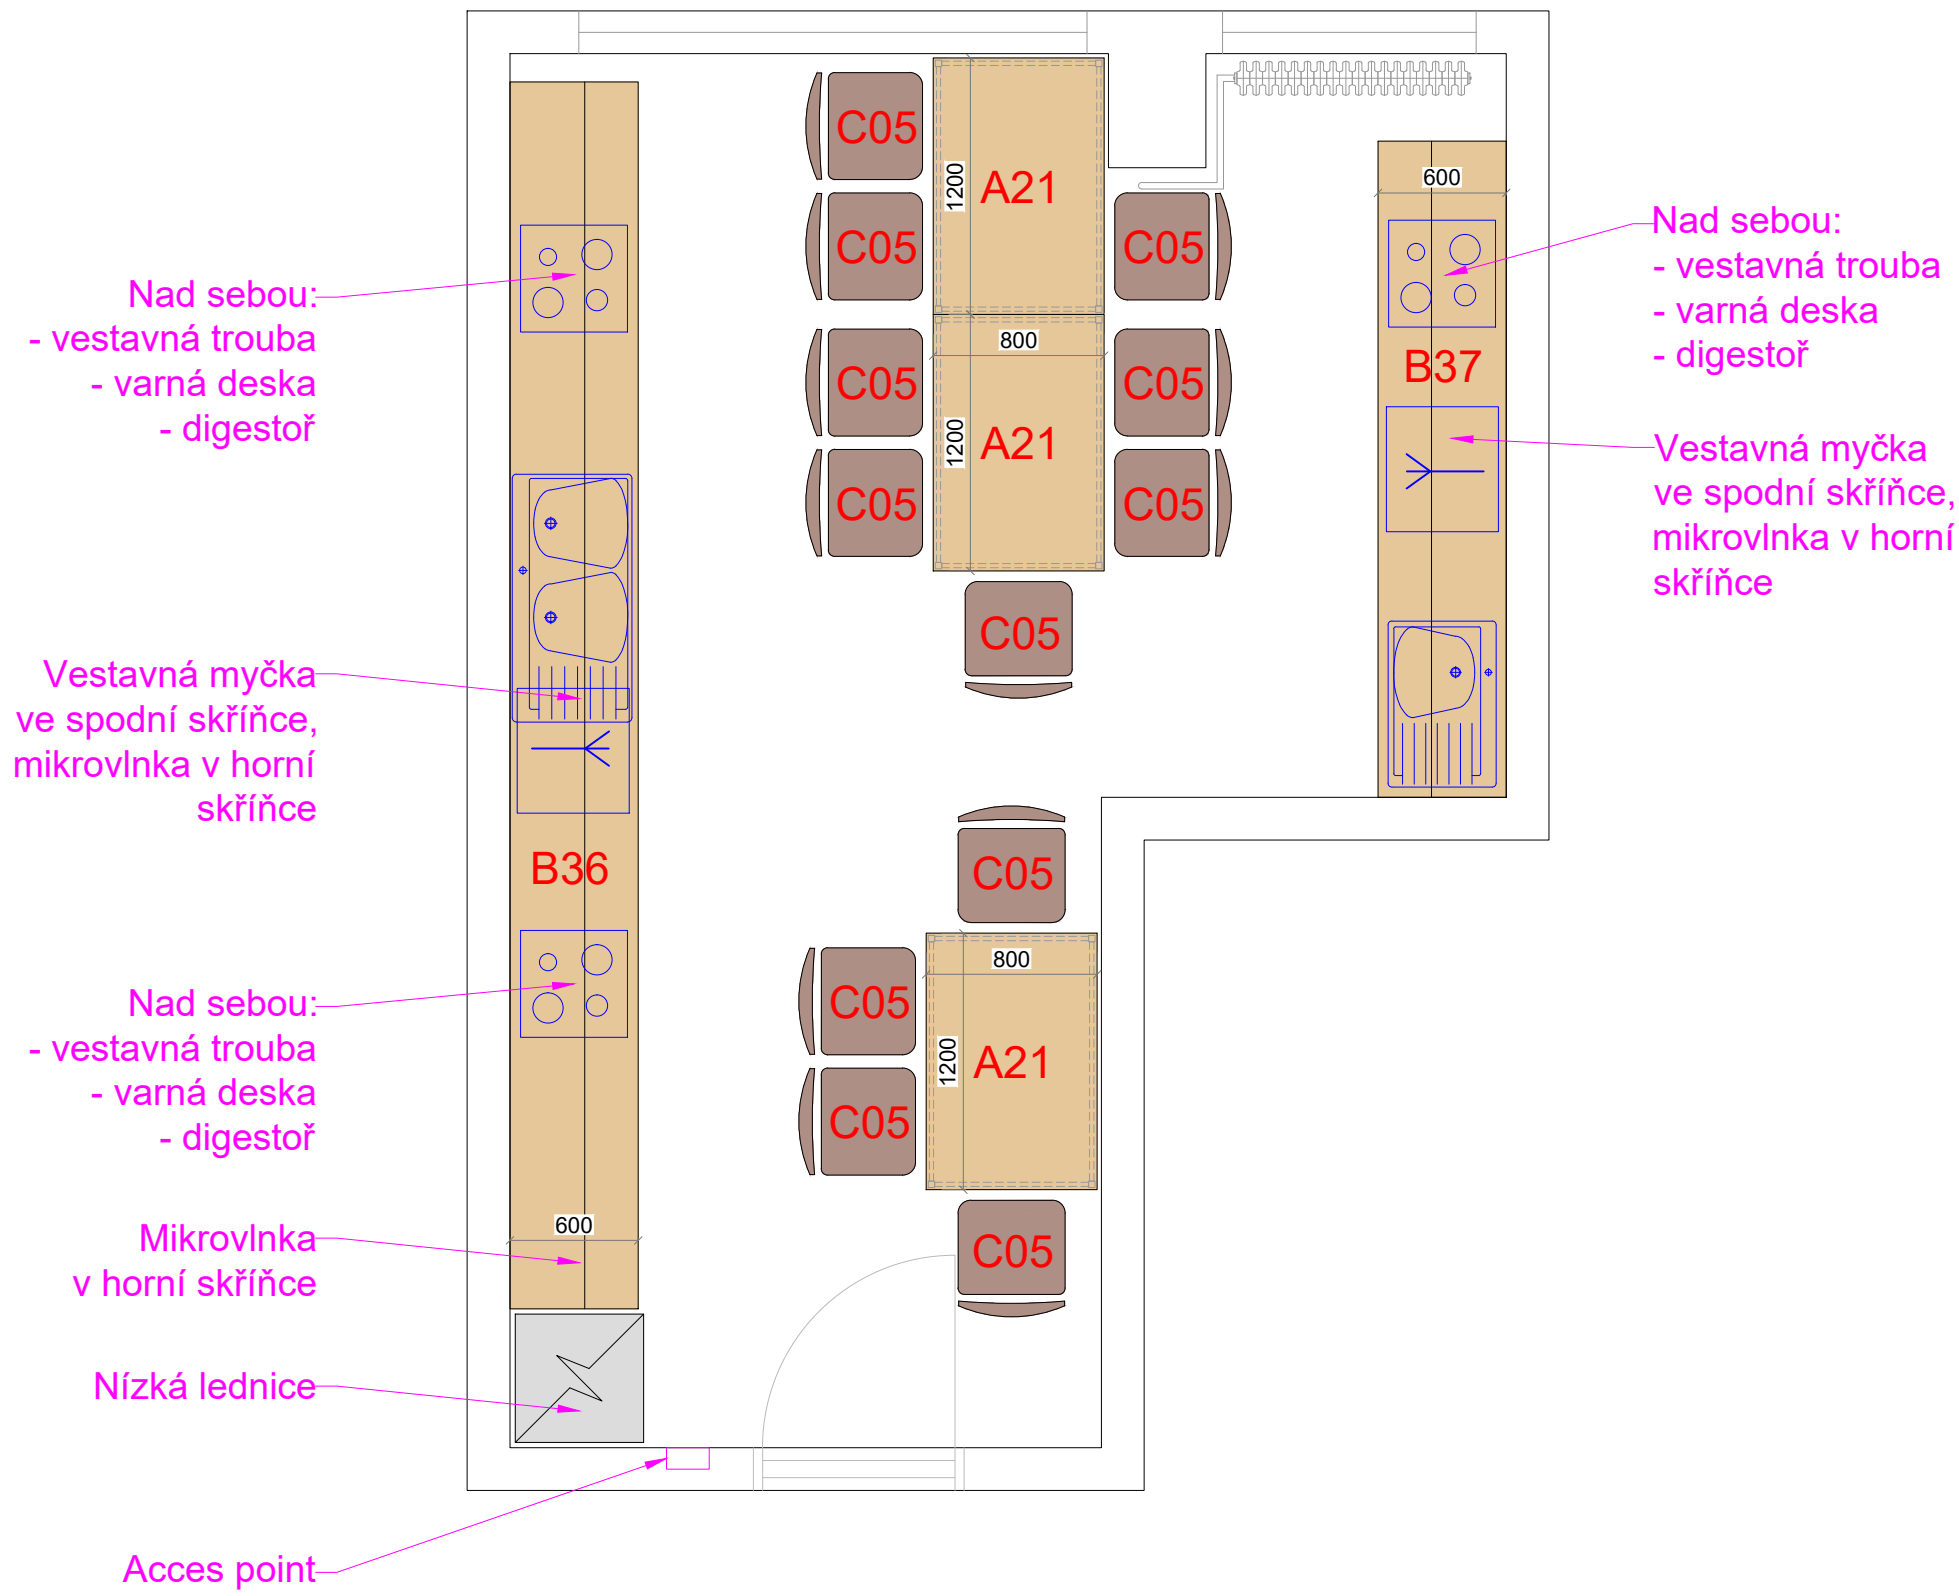 Nad sebou:
- vestavná trouba
- varná deska
- digestoř
Vestavná myčka
ve spodní skříňce,
mikrovlnka v horní
skříňce
Nad sebou:
- vestavná trouba
- varná deska
- digestoř
Mikrovlnka
v horní skříňce
Nízká lednice
Acces point
B36
600
C05
C05
C05
C05
1200
A21
800
1200
A21
C05
C05
C05
C05
C05
C05
C05
800
1200
A21
C05
600
B37
Nad sebou:
- vestavná trouba
- varná deska
- digestoř
Vestavná myčka
ve spodní skříňce,
mikrovlnka v horní
skříňce